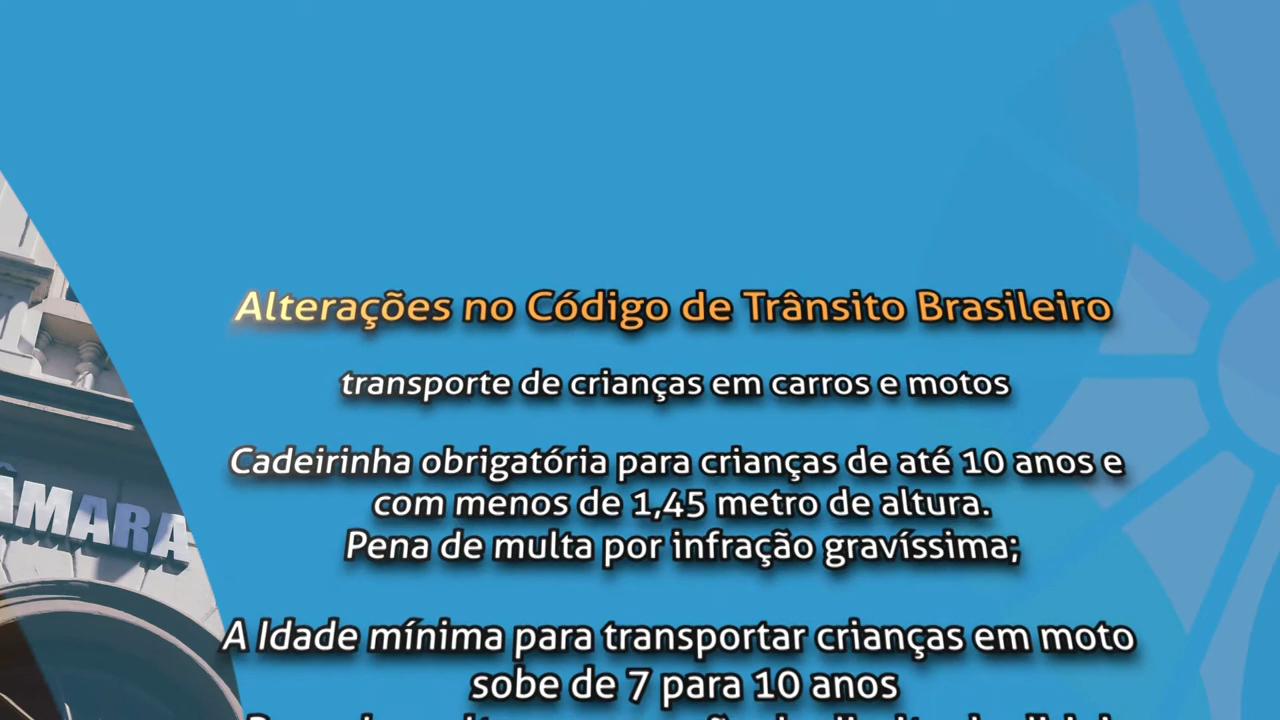 Alterações no Código de Trânsito Brasileiro
transporte de crianças em carros e motos
Cadeirinha obrigatória para crianças de até 10 anos e
com menos de 1,45 metro de altura.
Pena de multa por infração gravíssima;
A Idade mínima para transportar crianças em moto
sobe de 7 para 10 anos
CÂMARA